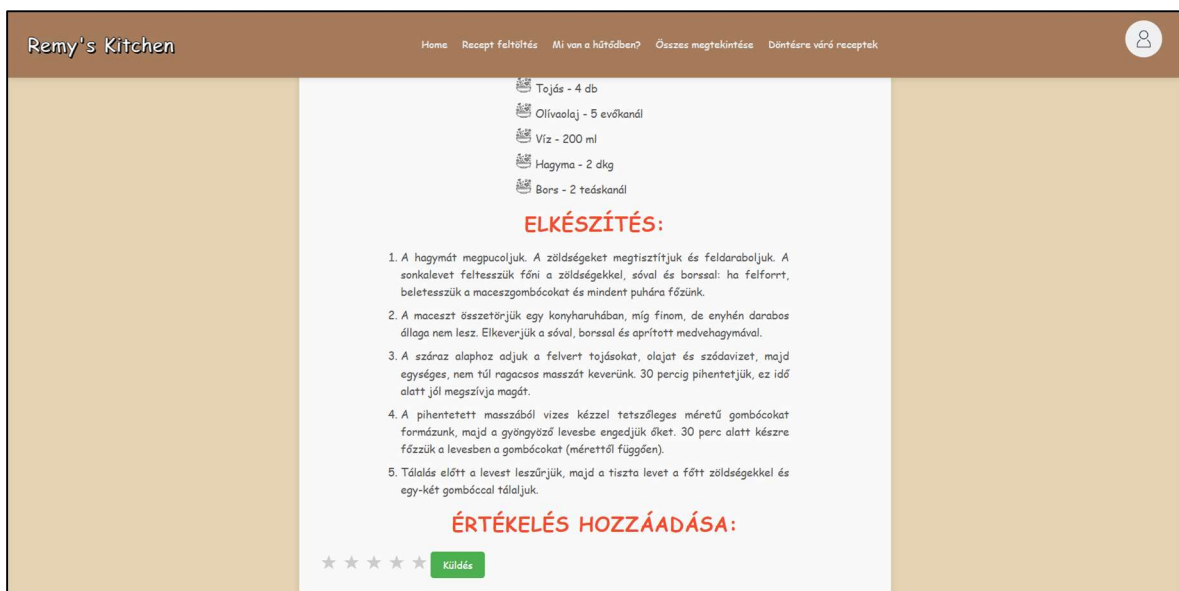 Remy's Kitchen
Home Recept feltöltés Mi van a hűtődben? Összes megtekintése Döntésre váró receptek
Tojás - 4 db
Olívaolaj - 5 evőkanál
Víz - 200 ml
Hagyma - 2 dkg
Bors - 2 teáskanál
ELKÉSZÍTÉS:
1. A hagymát megpucoljuk. A zöldségeket megtisztítjuk és feldaraboljuk. A
sonkalevet feltesszük főni a zöldségekkel, sóval és borssal: ha felforrt,
beletesszük a maceszgombócokat és mindent puhára főzünk.
2. A maceszt összetörjük egy konyharuhában, míg finom, de enyhén darabos
állaga nem lesz. Elkeverjük a sóval, borssal és aprított medvehagymával.
3. A száraz alaphoz adjuk a felvert tojásokat, olajat és szódavizet, majd
egységes, nem túl ragacsos masszát keverünk. 30 percig pihentetjük, ez idő
alatt jól megszívja magát.
4. A pihentetett masszából vizes kézzel tetszőleges méretű gombócokat
formázunk, majd a gyöngyöző levesbe engedjük őket. 30 perc alatt készre
főzzük a levesben a gombócokat (mérettől függően).
5. Tálalás előtt a levest leszűrjük, majd a tiszta levet a főtt zöldségekkel és
egy-két gombóccal tálaljuk.
ÉRTÉKELÉS HOZZÁADÁSA:
Küldés